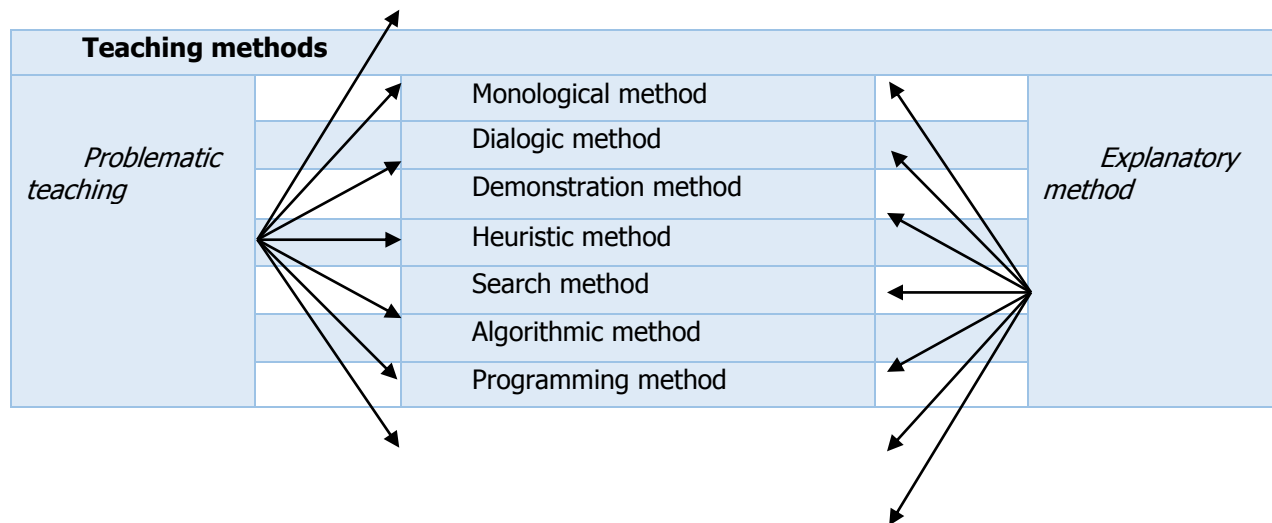 Teaching methods
Problematic
teaching
Monological method
Dialogic method
Demonstration method
Heuristic method
Search method
Algorithmic method
Programming method
Explanatory
method